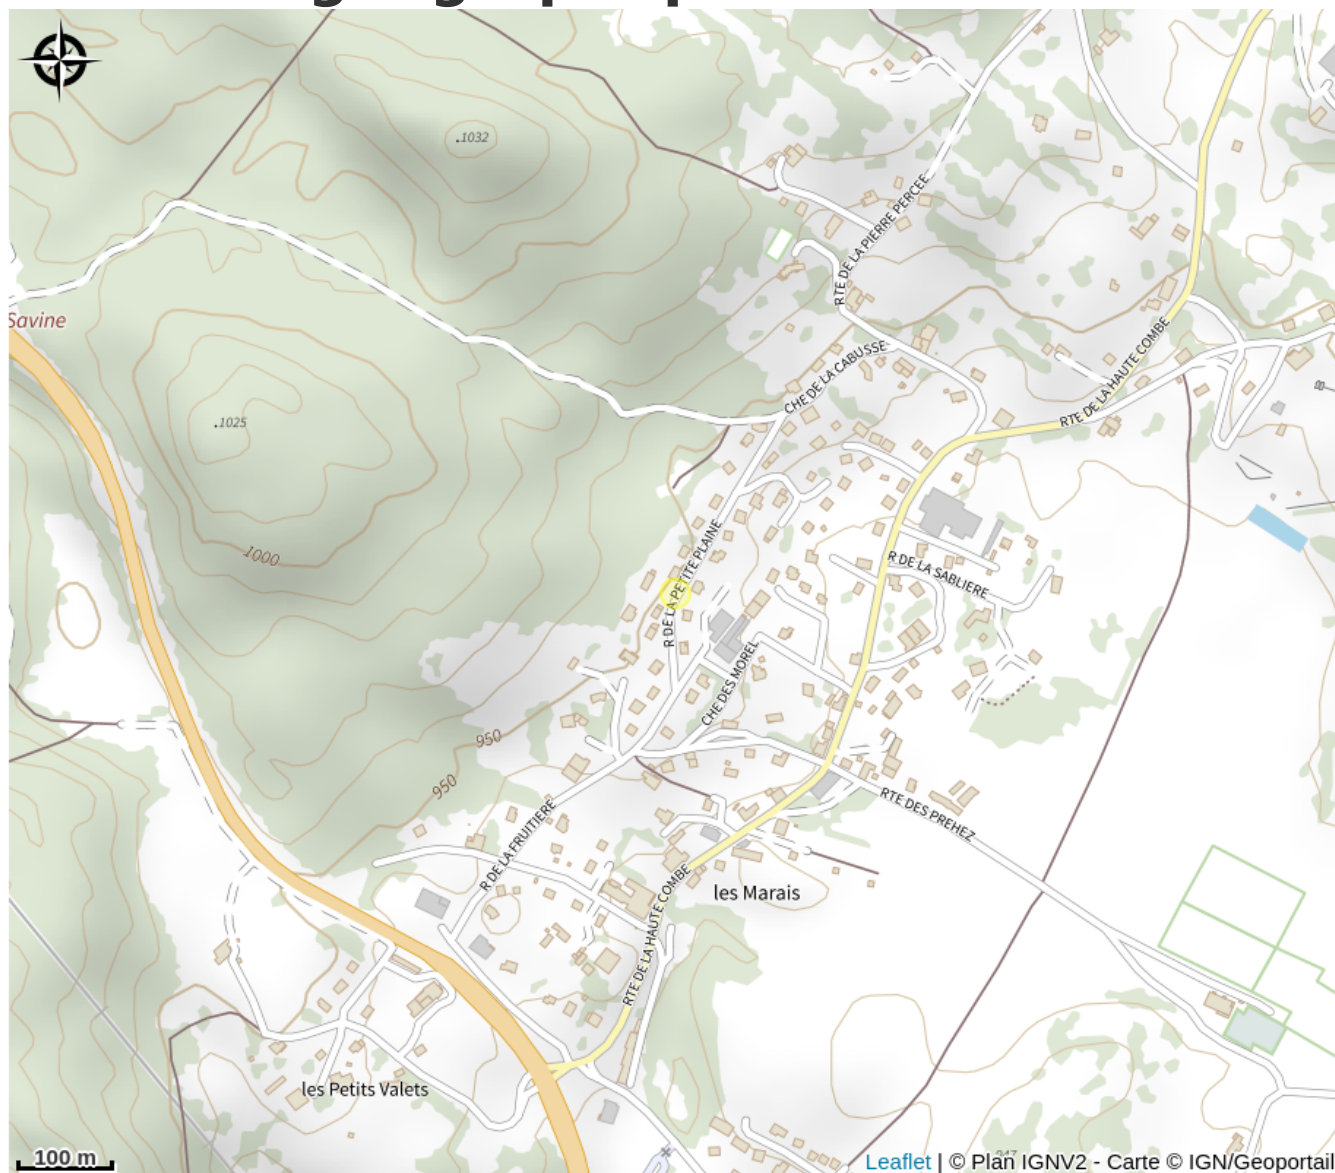 .1032
RTE DE LA PIERRE PERCEE
Savine
CHE DE LA CABUSSE
RTE DE LA HAUTE COMBE
.1025
1000
R DE LA PETITE PLAINE
R DE LA SABLIERE
CHE DES MOREL
950
950
RTE DES PREHEZ
R DE LA FRUITIERE
les Marais
RTE DE LA HAUTE COMBE
les Petits Valets
100 m
947
Leaflet | © Plan IGNV2 - Carte © IGN/Geoportail